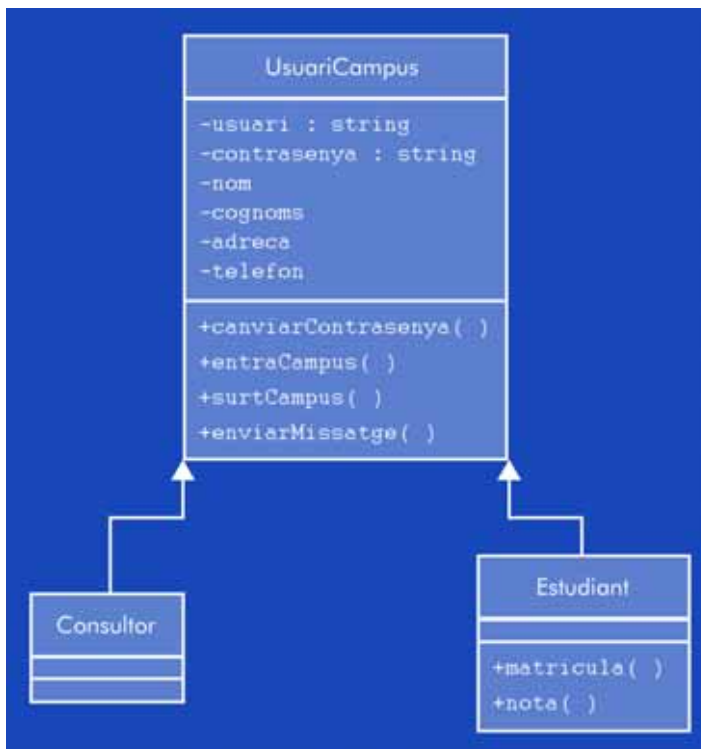 UsuariCampus
-usuari : string
-contrasenya : string
-nom
-cognoms
-adreca
-telefon
+canviarContrasenya( )
+entraCampus( )
+surtCampus( )
+enviarMissatge( )
Consultor
Estudiant
+matricula( )
+nota( )